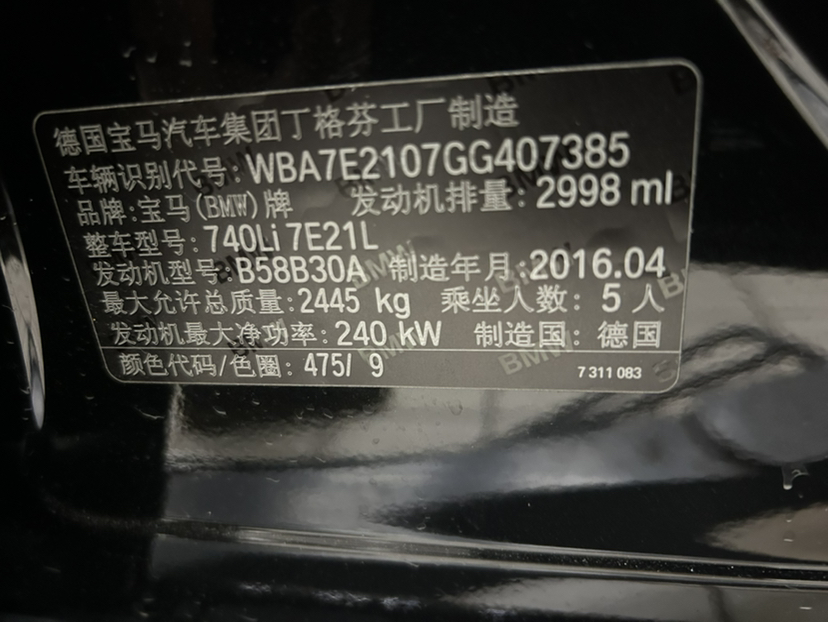 德国宝马汽车集团丁格芬工厂制造
车辆识别代号:WBA7E2107GG407385
品牌:宝马(BMW)牌 发动机排量:2998 ml
整车型号:740Li 7E21L
发动机型号:B58B30A 制造年月:2016.04
最大允许总质量:2445 kg 乘坐人数: 5 人
发动机最大净功率:240 kW 制造国: 德国
颜色代码/色圈: 475/ 9
7 311 083